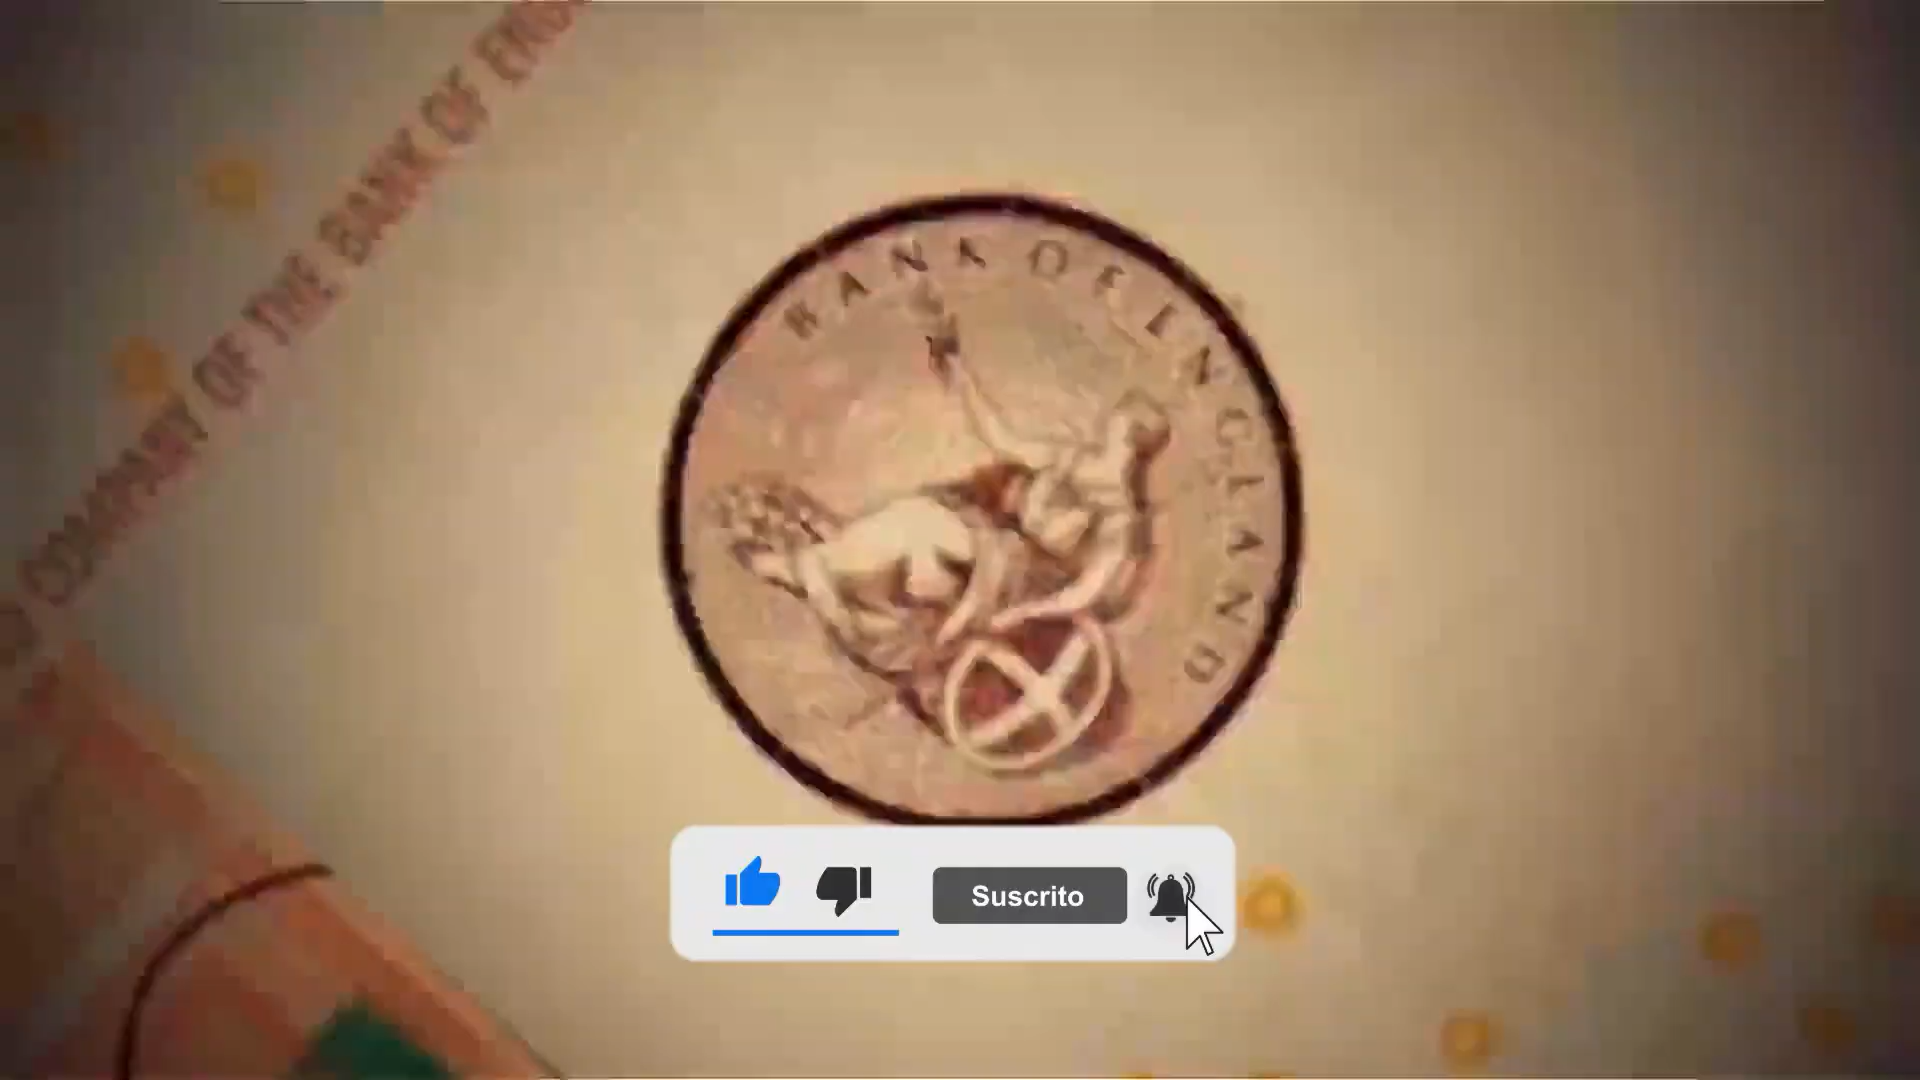 COMPANY OF THE BANK OF ENG
BANK OF ENGLAND
Suscrito